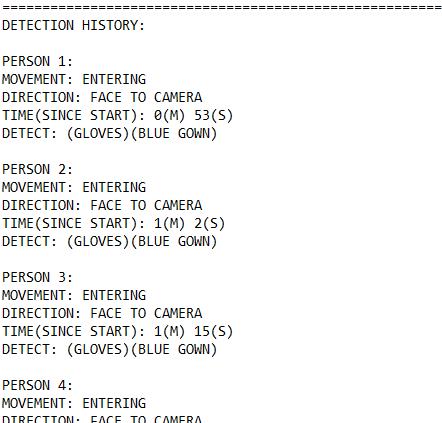 =======================================================
DETECTION HISTORY:
PERSON 1:
MOVEMENT: ENTERING
DIRECTION: FACE TO CAMERA
TIME(SINCE START): 0(M) 53(S)
DETECT: (GLOVES)(BLUE GOWN)
PERSON 2:
MOVEMENT: ENTERING
DIRECTION: FACE TO CAMERA
TIME(SINCE START): 1(M) 2(S)
DETECT: (GLOVES)(BLUE GOWN)
PERSON 3:
MOVEMENT: ENTERING
DIRECTION: FACE TO CAMERA
TIME(SINCE START): 1(M) 15(S)
DETECT: (GLOVES)(BLUE GOWN)
PERSON 4:
MOVEMENT: ENTERING
DIRECTION: FACE TO CAMERA